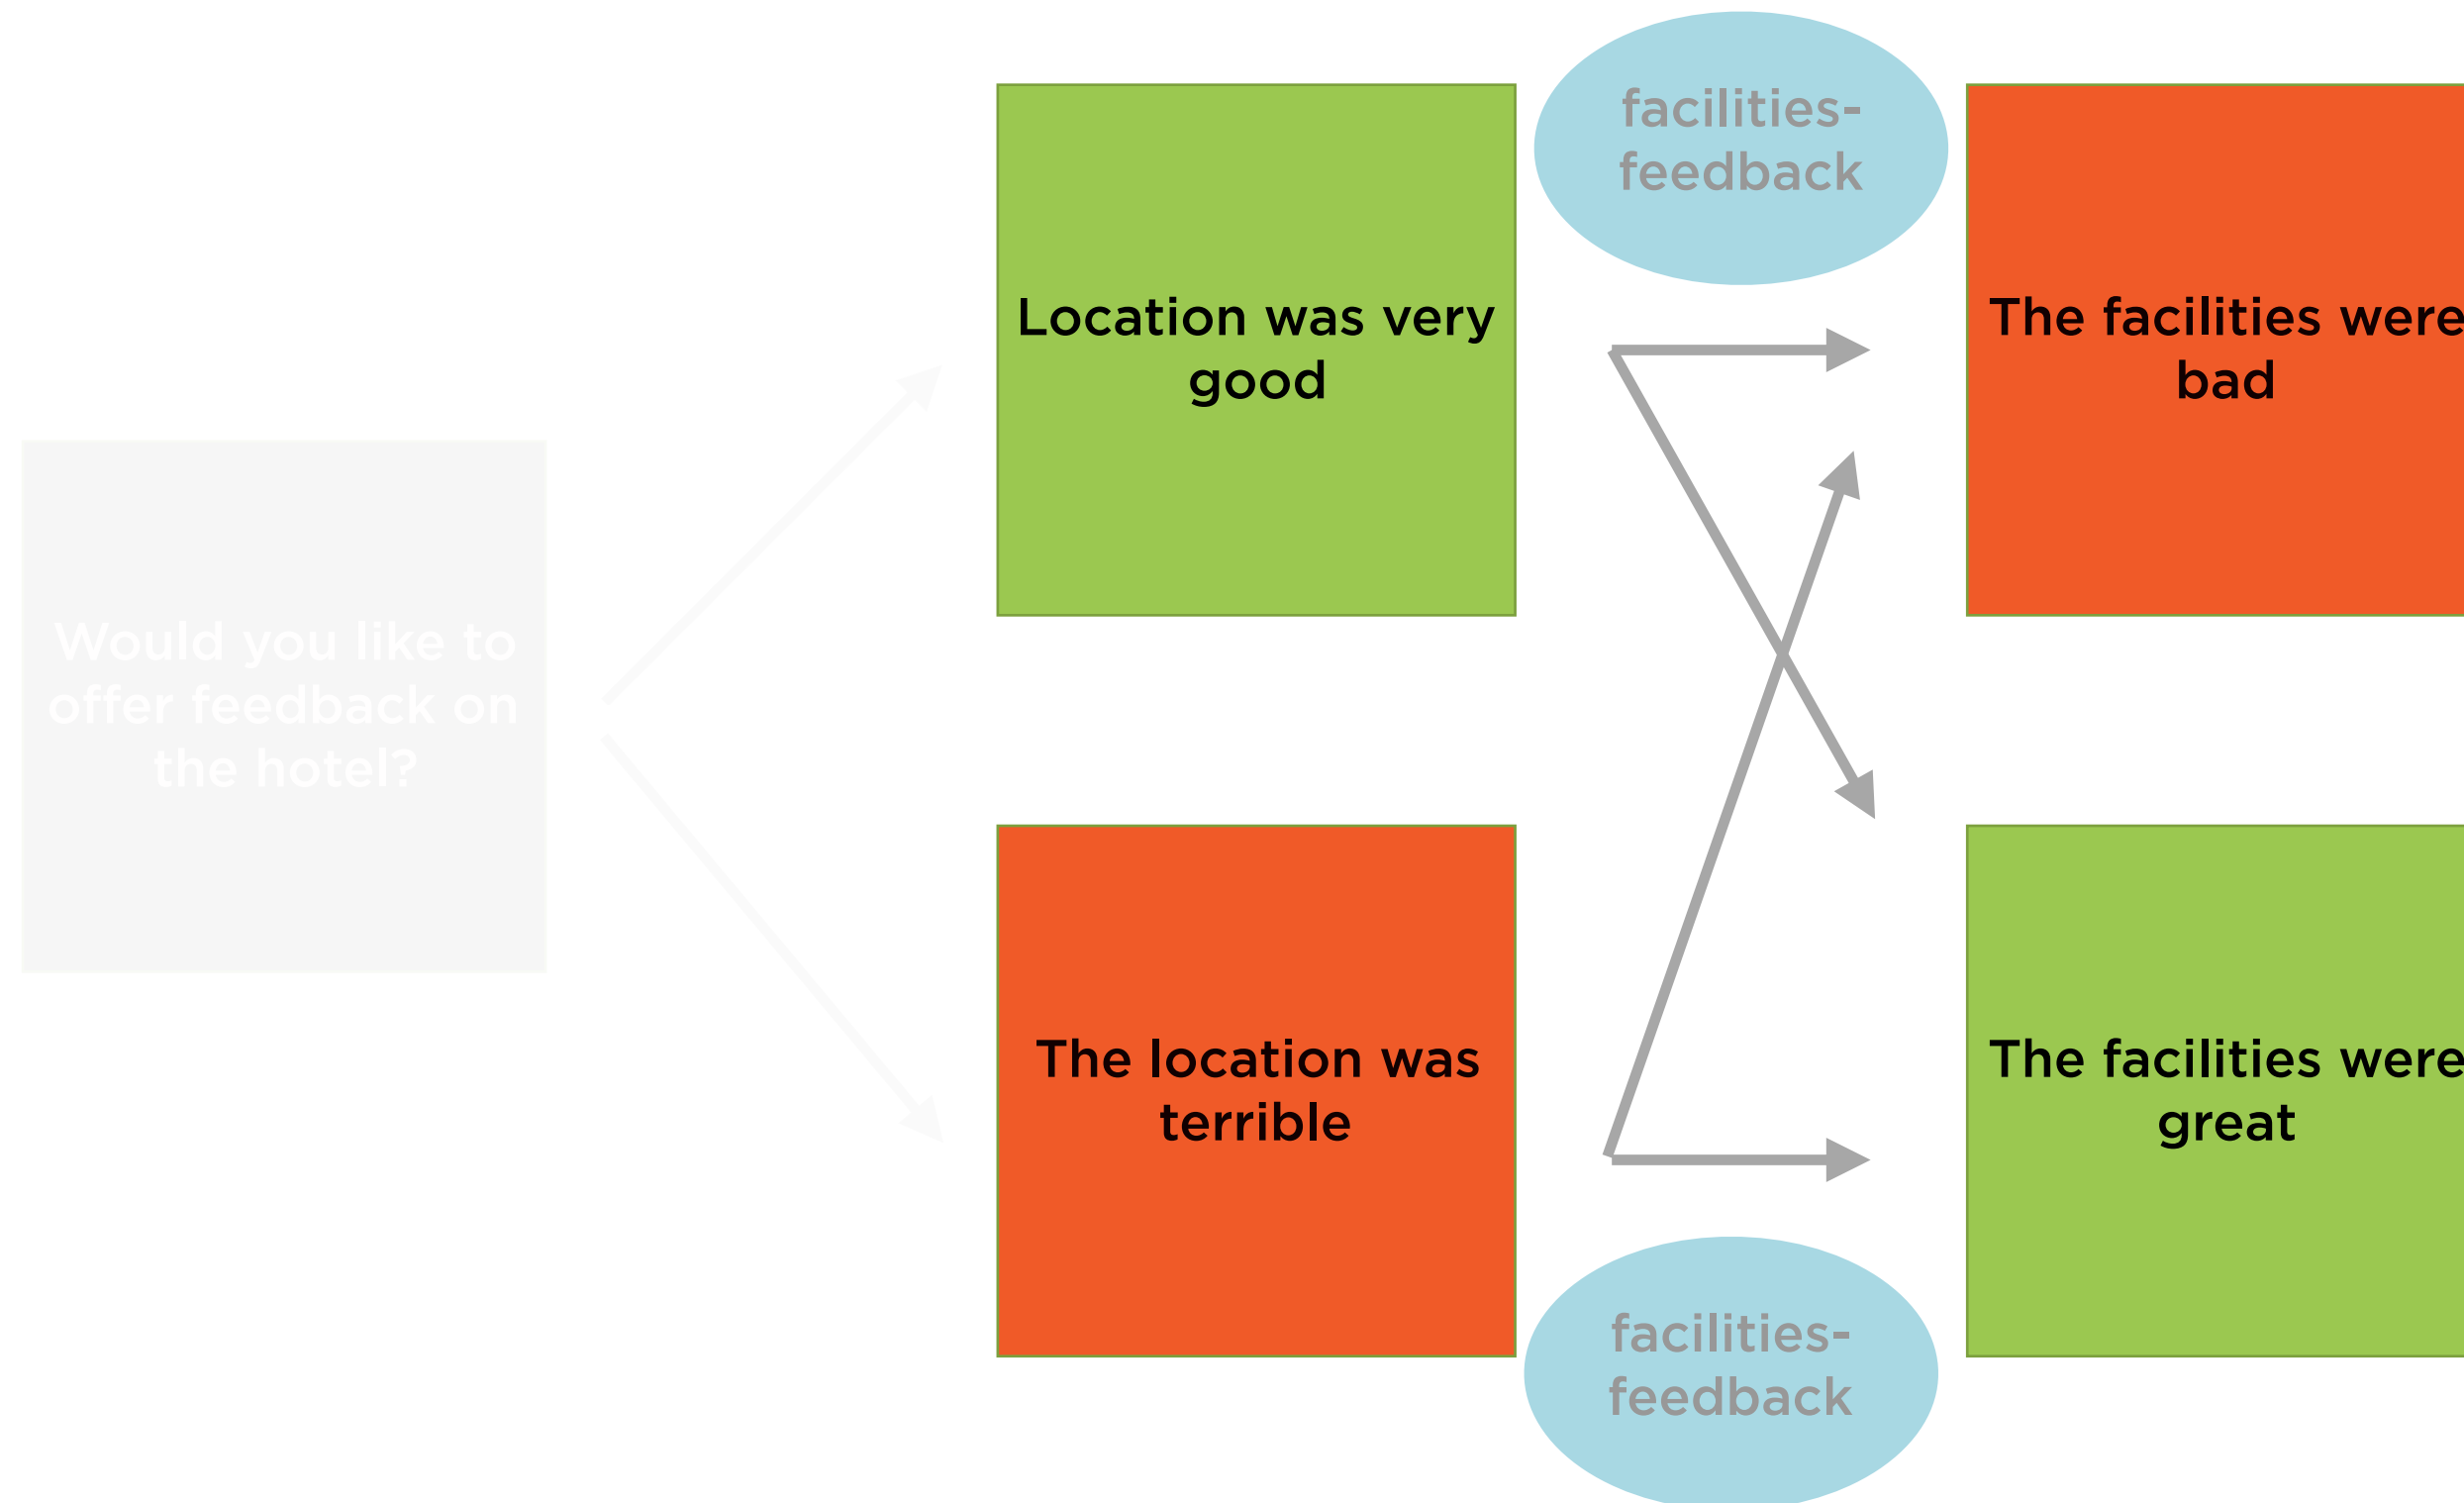 Would you like to
offer feedback on
the hotel?
Location was very
good
The location was
terrible
facilities-
feedback
facilities-
feedback
The facilities were
bad
The facilities were
great